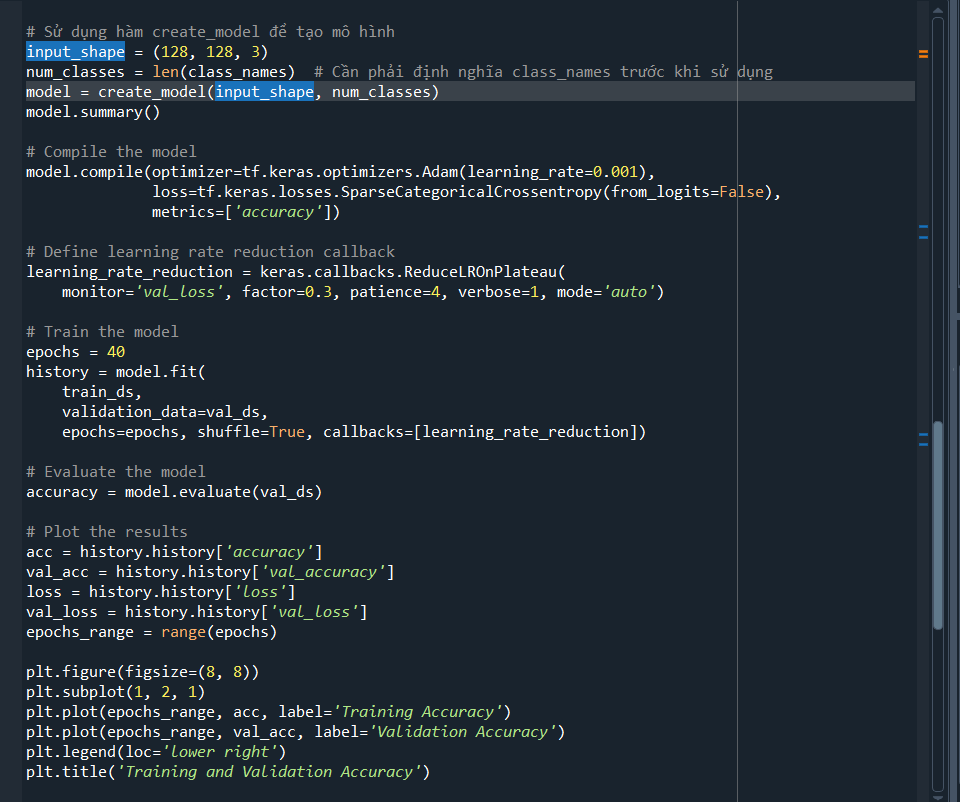 # Sử dụng hàm create_model để tạo mô hình
input_shape = (128, 128, 3)
num_classes = len(class_names)  # Cần phải định nghĩa class_names trước khi sử dụng
model = create_model(input_shape, num_classes)
model.summary()

# Compile the model
model.compile(optimizer=tf.keras.optimizers.Adam(learning_rate=0.001),
              loss=tf.keras.losses.SparseCategoricalCrossentropy(from_logits=False),
              metrics=['accuracy'])

# Define learning rate reduction callback
learning_rate_reduction = keras.callbacks.ReduceLROnPlateau(
    monitor='val_loss', factor=0.3, patience=4, verbose=1, mode='auto')

# Train the model
epochs = 40
history = model.fit(
    train_ds,
    validation_data=val_ds,
    epochs=epochs, shuffle=True, callbacks=[learning_rate_reduction])

# Evaluate the model
accuracy = model.evaluate(val_ds)

# Plot the results
acc = history.history['accuracy']
val_acc = history.history['val_accuracy']
loss = history.history['loss']
val_loss = history.history['val_loss']
epochs_range = range(epochs)

plt.figure(figsize=(8, 8))
plt.subplot(1, 2, 1)
plt.plot(epochs_range, acc, label='Training Accuracy')
plt.plot(epochs_range, val_acc, label='Validation Accuracy')
plt.legend(loc='lower right')
plt.title('Training and Validation Accuracy')